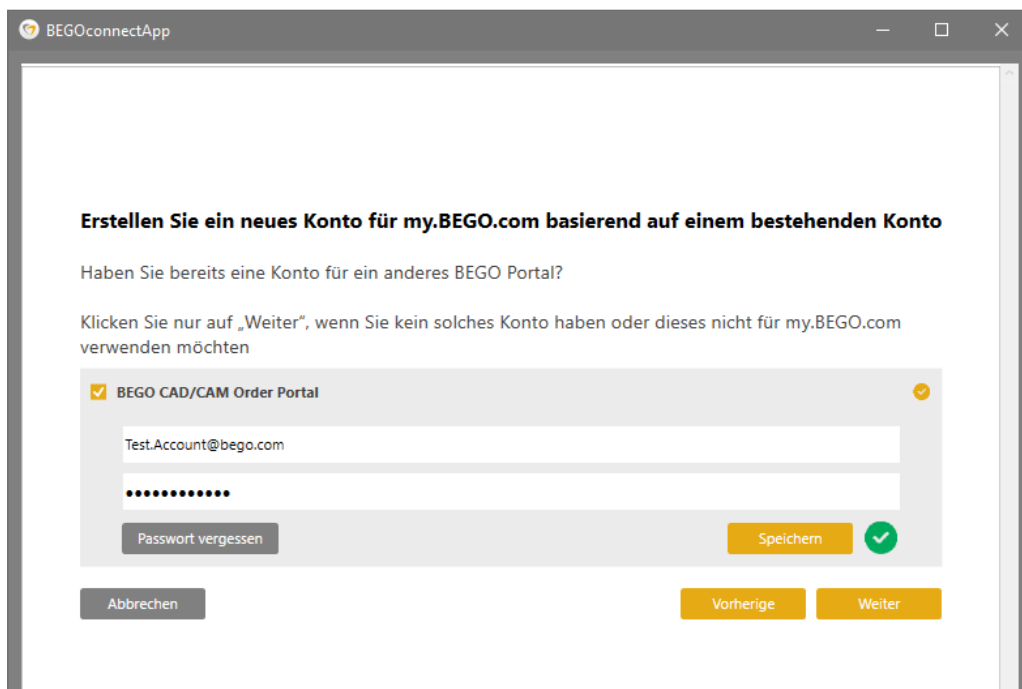 BEGOconnectApp
Erstellen Sie ein neues Konto für my.BEGO.com basierend auf einem bestehenden Konto
Haben Sie bereits eine Konto für ein anderes BEGO Portal?
Klicken Sie nur auf „Weiter“, wenn Sie kein solches Konto haben oder dieses nicht für my.BEGO.com
verwenden möchten
BEGO CAD/CAM Order Portal
Test.Account@bego.com
••••••••••••
Passwort vergessen
Speichern
Abbrechen
Vorherige
Weiter